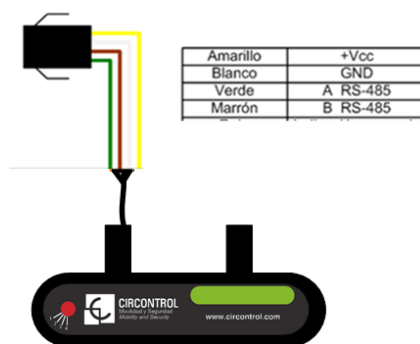 Amarillo +Vcc
Blanco GND
Verde A RS-485
Marrón B RS-485
CIRCONTROL
Movilidad y Seguridad
Mobility and Security
www.circontrol.com